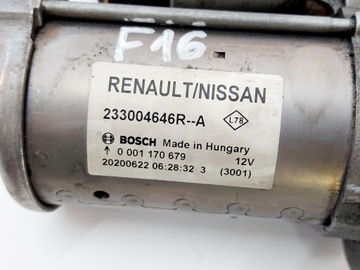 F16
RENAULT/NISSAN
233004646R--A
L78
BOSCH Made in Hungary
0 001 170 679 12V
20200622 06:28:32 3 (3001)